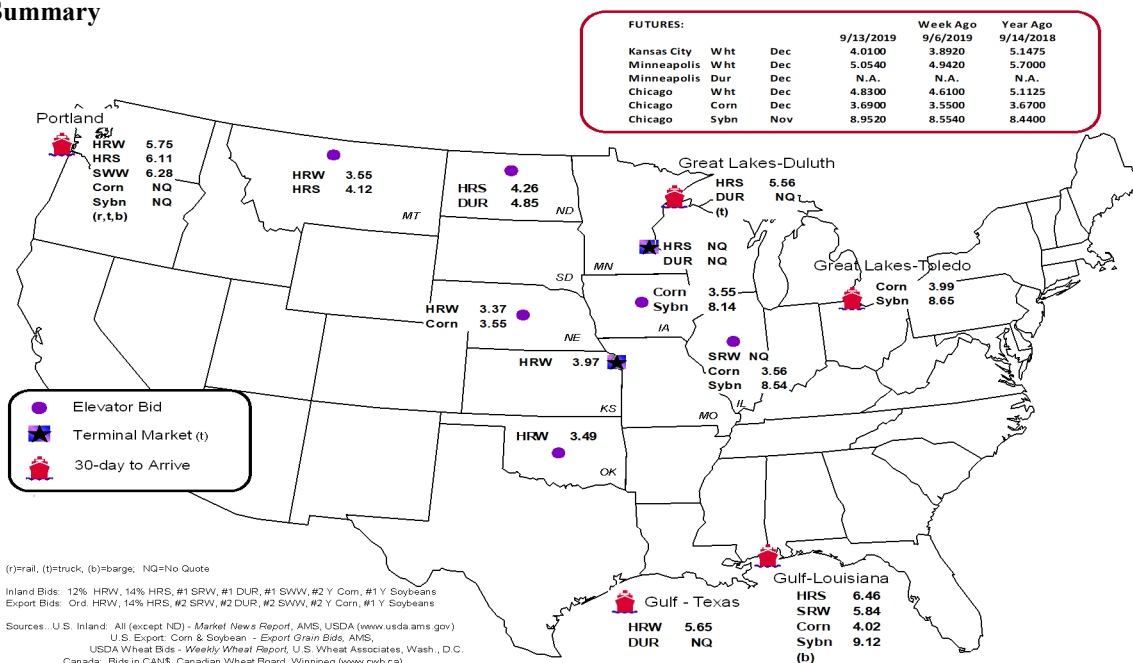 Summary
FUTURES: Week Ago Year Ago
9/13/2019 9/6/2019 9/14/2018
Kansas City Wht Dec 4.0100 3.8920 5.1475
Minneapolis Wht Dec 5.0540 4.9420 5.7000
Minneapolis Dur Dec N.A. N.A. N.A.
Chicago Wht Dec 4.8300 4.6100 5.1125
Chicago Corn Dec 3.6900 3.5500 3.6700
Chicago Sybn Nov 8.9520 8.5540 8.4400
Portland
HRW 5.75
HRS 6.11
SWW 6.28
Corn NQ
Sybn NQ
(r,t,b)
HRW 3.55
HRS 4.12
MT
HRS 4.26
DUR 4.85
ND
Great Lakes-Duluth
HRS 5.56
DUR NQ
(t)
HRS NQ
DUR NQ
MN
SD
Great Lakes-Toledo
Corn 3.99
Sybn 8.65
Corn 3.55
Sybn 8.14
IA
HRW 3.37
Corn 3.55
NE
SRW NQ
Corn 3.56
Sybn 8.54
IL
HRW 3.97
KS
MO
HRW 3.49
OK
Elevator Bid
Terminal Market (t)
30-day to Arrive
Gulf-Louisiana
HRS 6.46
SRW 5.84
Corn 4.02
Sybn 9.12
(b)
Gulf - Texas
HRW 5.65
DUR NQ
(r)=rail, (t)=truck, (b)=barge; NQ=No Quote
Inland Bids: 12% HRW, 14% HRS, #1 SRW, #1 DUR, #1 SWW, #2 Y Corn, #1 Y Soybeans
Export Bids: Ord. HRW, 14% HRS, #2 SRW, #2 DUR, #2 SWW, #2 Y Corn, #1 Y Soybeans
Sources...U.S. Inland: All (except ND) - Market News Report, AMS, USDA (www.usda.ams.gov)
U.S. Export: Corn & Soybean - Export Grain Bids, AMS,
USDA Wheat Bids - Weekly Wheat Report, U.S. Wheat Associates, Wash., D.C.
Canada: Bids in CAN$, Canadian Wheat Board, Winnipeg (www.cwb.ca)